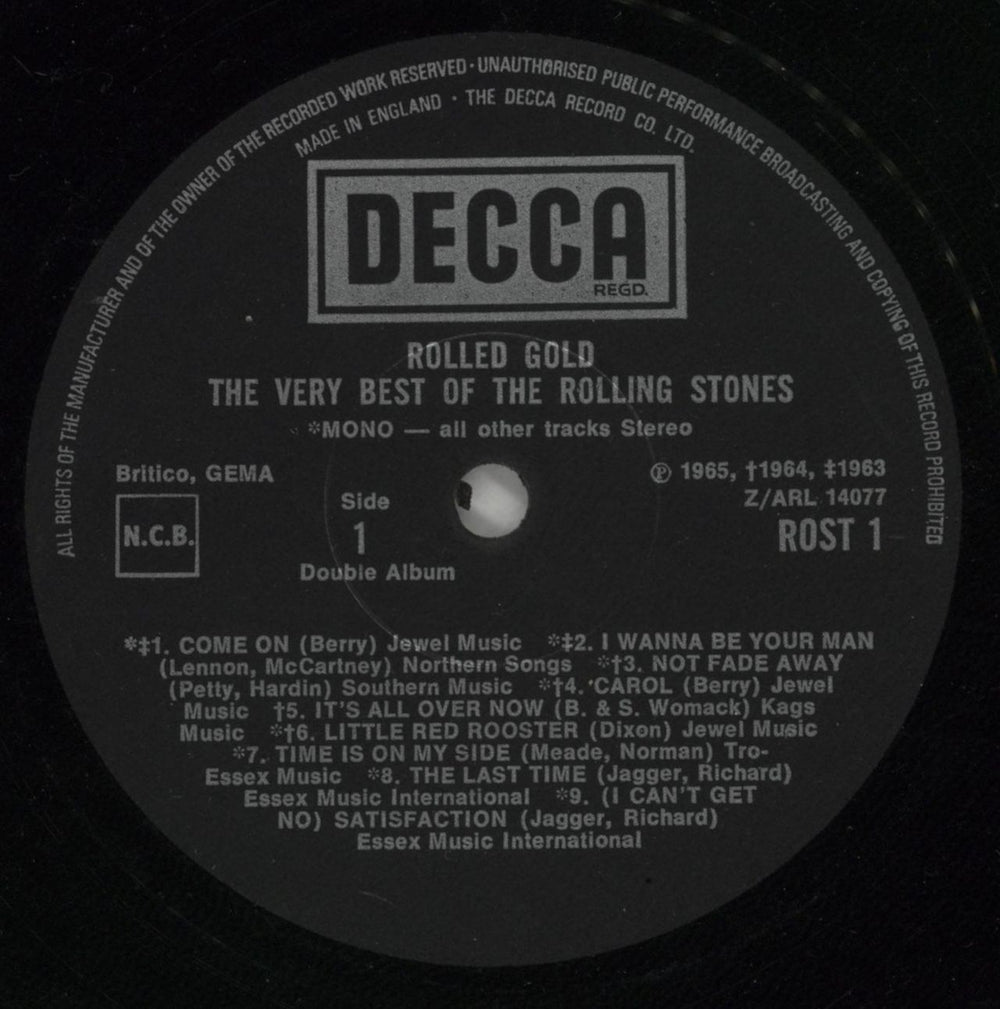 ALL RIGHTS OF THE MANUFACTURER AND OF THE OWNER OF THE RECORDED WORK RESERVED · UNAUTHORISED PUBLIC PERFORMANCE BROADCASTING AND COPYING OF THIS RECORD PROHIBITED
MADE IN ENGLAND · THE DECCA RECORD CO. LTD.
DECCA
REGD.
ROLLED GOLD
THE VERY BEST OF THE ROLLING STONES
*MONO — all other tracks Stereo
Britico, GEMA
N.C.B.
Side
1
Double Album
℗ 1965, †1964, ‡1963
Z/ARL 14077
ROST 1
*‡1. COME ON (Berry) Jewel Music *‡2. I WANNA BE YOUR MAN
(Lennon, McCartney) Northern Songs *†3. NOT FADE AWAY
(Petty, Hardin) Southern Music *†4. CAROL (Berry) Jewel
Music †5. IT'S ALL OVER NOW (B. & S. Womack) Kags
Music *†6. LITTLE RED ROOSTER (Dixon) Jewel Music
*7. TIME IS ON MY SIDE (Meade, Norman) Tro-
Essex Music *8. THE LAST TIME (Jagger, Richard)
Essex Music International *9. (I CAN'T GET
NO) SATISFACTION (Jagger, Richard)
Essex Music International